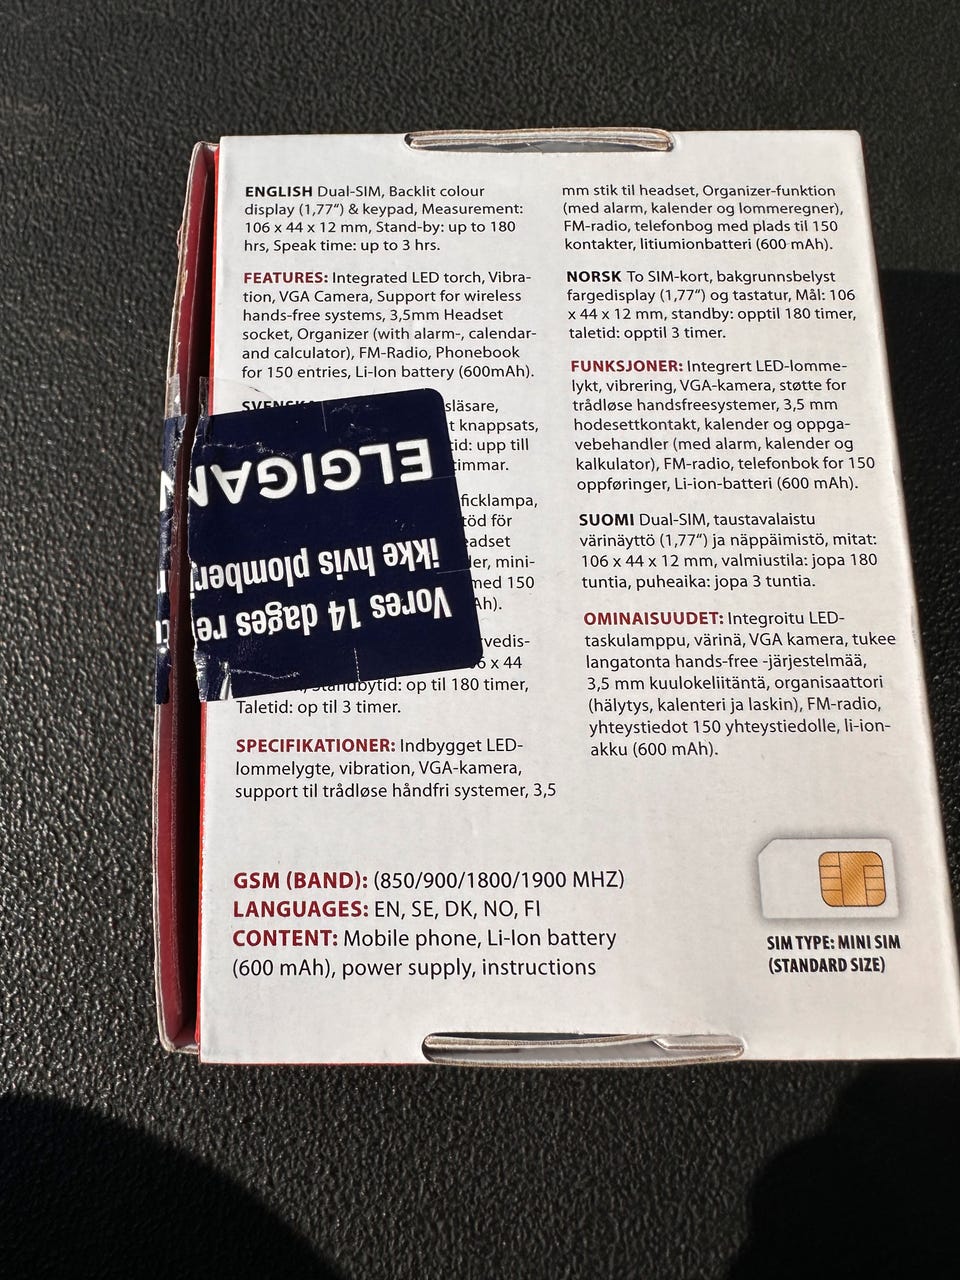 ENGLISH Dual-SIM, Backlit colour
display (1,77“) & keypad, Measurement:
106 x 44 x 12 mm, Stand-by: up to 180
hrs, Speak time: up to 3 hrs.
FEATURES: Integrated LED torch, Vibra-
tion, VGA Camera, Support for wireless
hands-free systems, 3,5mm Headset
socket, Organizer (with alarm-, calendar-
and calculator), FM-Radio, Phonebook
for 150 entries, Li-Ion battery (600mAh).
SVENSKA släsare,
t knappsats,
tid: upp till
timmar.
ficklampa,
töd för
eadset
der, mini-
med 150
Ah).
rvedis-
6 x 44
standbytid: op til 180 timer,
Taletid: op til 3 timer.
SPECIFIKATIONER: Indbygget LED-
lommelygte, vibration, VGA-kamera,
support til trådløse håndfri systemer, 3,5
mm stik til headset, Organizer-funktion
(med alarm, kalender og lommeregner),
FM-radio, telefonbog med plads til 150
kontakter, litiumionbatteri (600 mAh).
NORSK To SIM-kort, bakgrunnsbelyst
fargedisplay (1,77“) og tastatur, Mål: 106
x 44 x 12 mm, standby: opptil 180 timer,
taletid: opptil 3 timer.
FUNKSJONER: Integrert LED-lomme-
lykt, vibrering, VGA-kamera, støtte for
trådløse handsfreesystemer, 3,5 mm
hodesettkontakt, kalender og oppga-
vebehandler (med alarm, kalender og
kalkulator), FM-radio, telefonbok for 150
oppføringer, Li-ion-batteri (600 mAh).
SUOMI Dual-SIM, taustavalaistu
värinäyttö (1,77“) ja näppäimistö, mitat:
106 x 44 x 12 mm, valmiustila: jopa 180
tuntia, puheaika: jopa 3 tuntia.
OMINAISUUDET: Integroitu LED-
taskulamppu, värinä, VGA kamera, tukee
langatonta hands-free -järjestelmää,
3,5 mm kuulokeliitäntä, organisaattori
(hälytys, kalenteri ja laskin), FM-radio,
yhteystiedot 150 yhteystiedolle, li-ion-
akku (600 mAh).
Vores 14 dages re
ikke hvis plomber
ELGIGAN
GSM (BAND): (850/900/1800/1900 MHZ)
LANGUAGES: EN, SE, DK, NO, FI
CONTENT: Mobile phone, Li-Ion battery
(600 mAh), power supply, instructions
SIM TYPE: MINI SIM
(STANDARD SIZE)